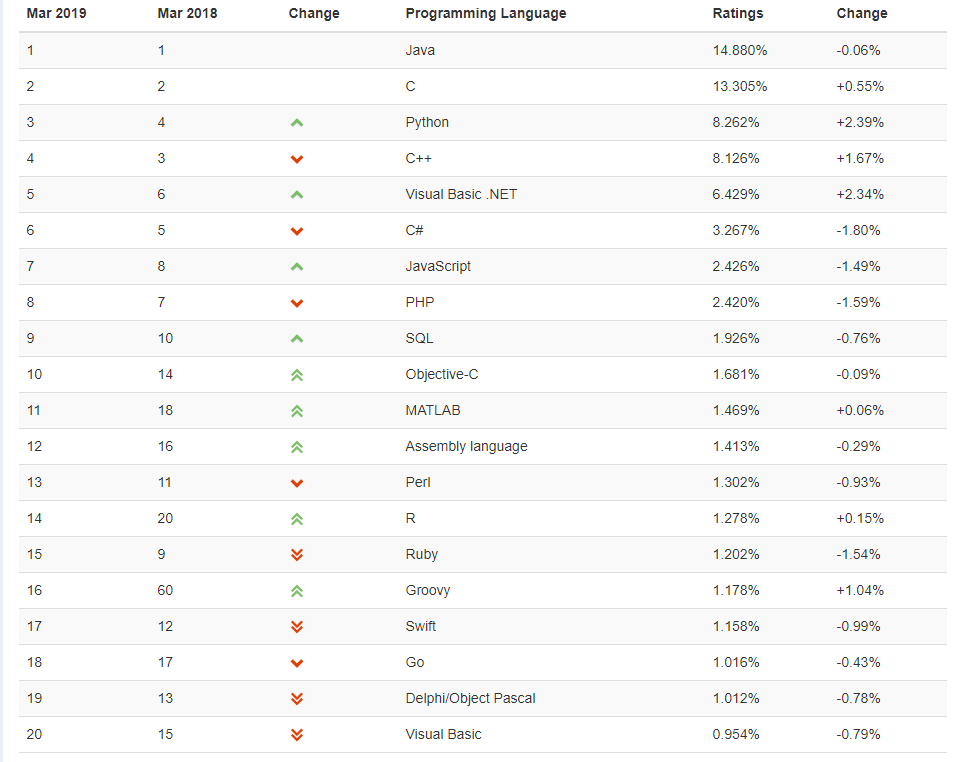 Mar 2019 Mar 2018 Change Programming Language Ratings Change
1 1 Java 14.880% -0.06%
2 2 C 13.305% +0.55%
3 4 Python 8.262% +2.39%
4 3 C++ 8.126% +1.67%
5 6 Visual Basic .NET 6.429% +2.34%
6 5 C# 3.267% -1.80%
7 8 JavaScript 2.426% -1.49%
8 7 PHP 2.420% -1.59%
9 10 SQL 1.926% -0.76%
10 14 Objective-C 1.681% -0.09%
11 18 MATLAB 1.469% +0.06%
12 16 Assembly language 1.413% -0.29%
13 11 Perl 1.302% -0.93%
14 20 R 1.278% +0.15%
15 9 Ruby 1.202% -1.54%
16 60 Groovy 1.178% +1.04%
17 12 Swift 1.158% -0.99%
18 17 Go 1.016% -0.43%
19 13 Delphi/Object Pascal 1.012% -0.78%
20 15 Visual Basic 0.954% -0.79%